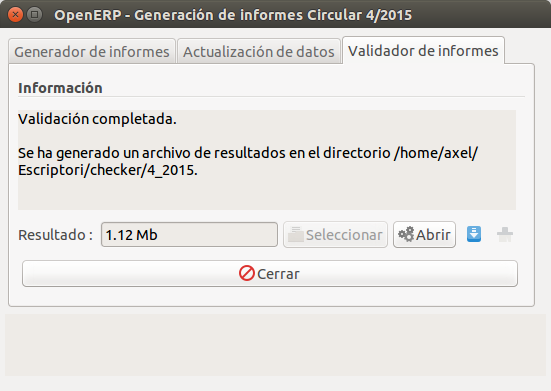 OpenERP - Generación de informes Circular 4/2015
Generador de informes Actualización de datos Validador de informes
Información
Validación completada.
Se ha generado un archivo de resultados en el directorio /home/axel/
Escriptori/checker/4_2015.
Resultado : 1.12 Mb Seleccionar Abrir
Cerrar